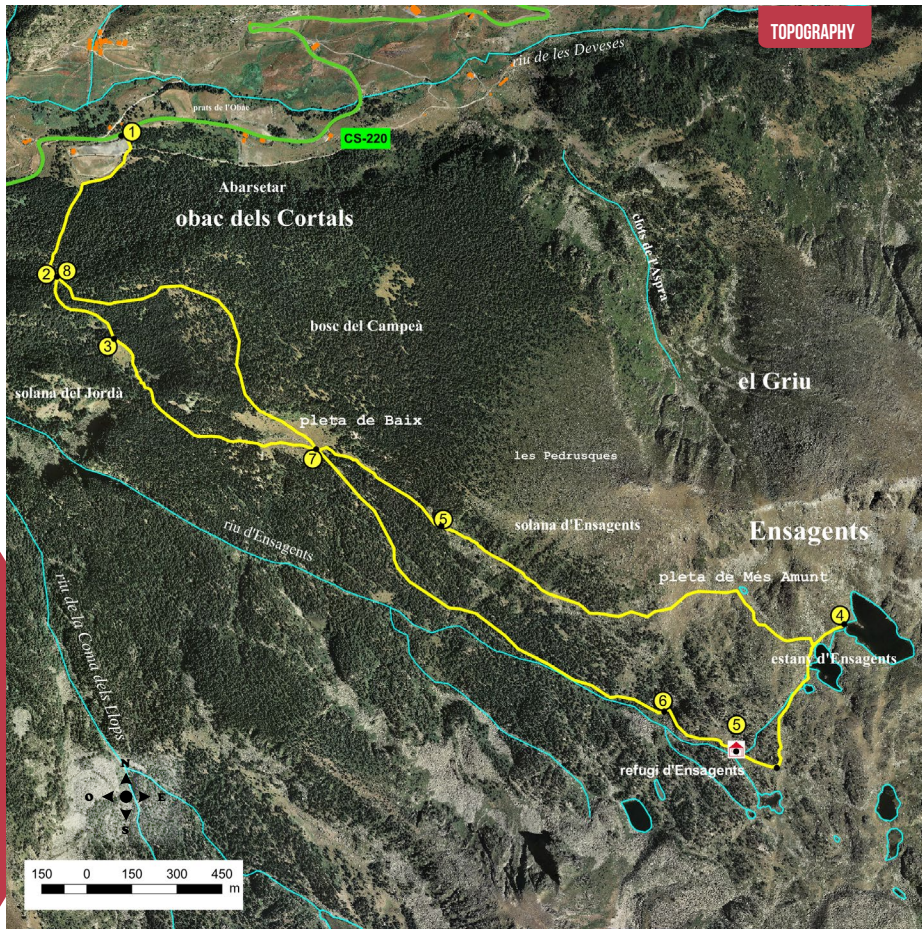 TOPOGRAPHY
riu de les Deveses
prats de l'Obac
1
CS-220
Abarsetar
obac dels Cortals
clots de l'Aspra
2
8
bosc del Campeà
3
el Griu
solana del Jordà
pleta de Baix
7
les Pedrusques
5
solana d'Ensagents
Ensagents
riu d'Ensagents
pleta de Més Amunt
4
riu de la Coma dels Llops
estany d'Ensagents
6
5
refugi d'Ensagents
N
O
E
S
150 0 150 300 450
m